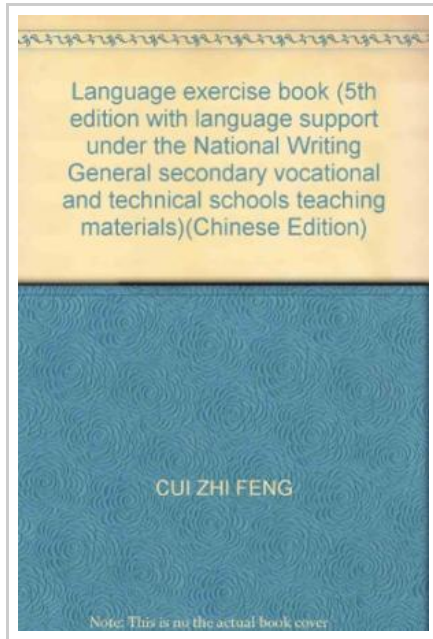 Language exercise book (5th
edition with language support
under the National Writing
General secondary vocational
and technical schools teaching
materials)(Chinese Edition)
CUI ZHI FENG
Note: This is no the actual book cover